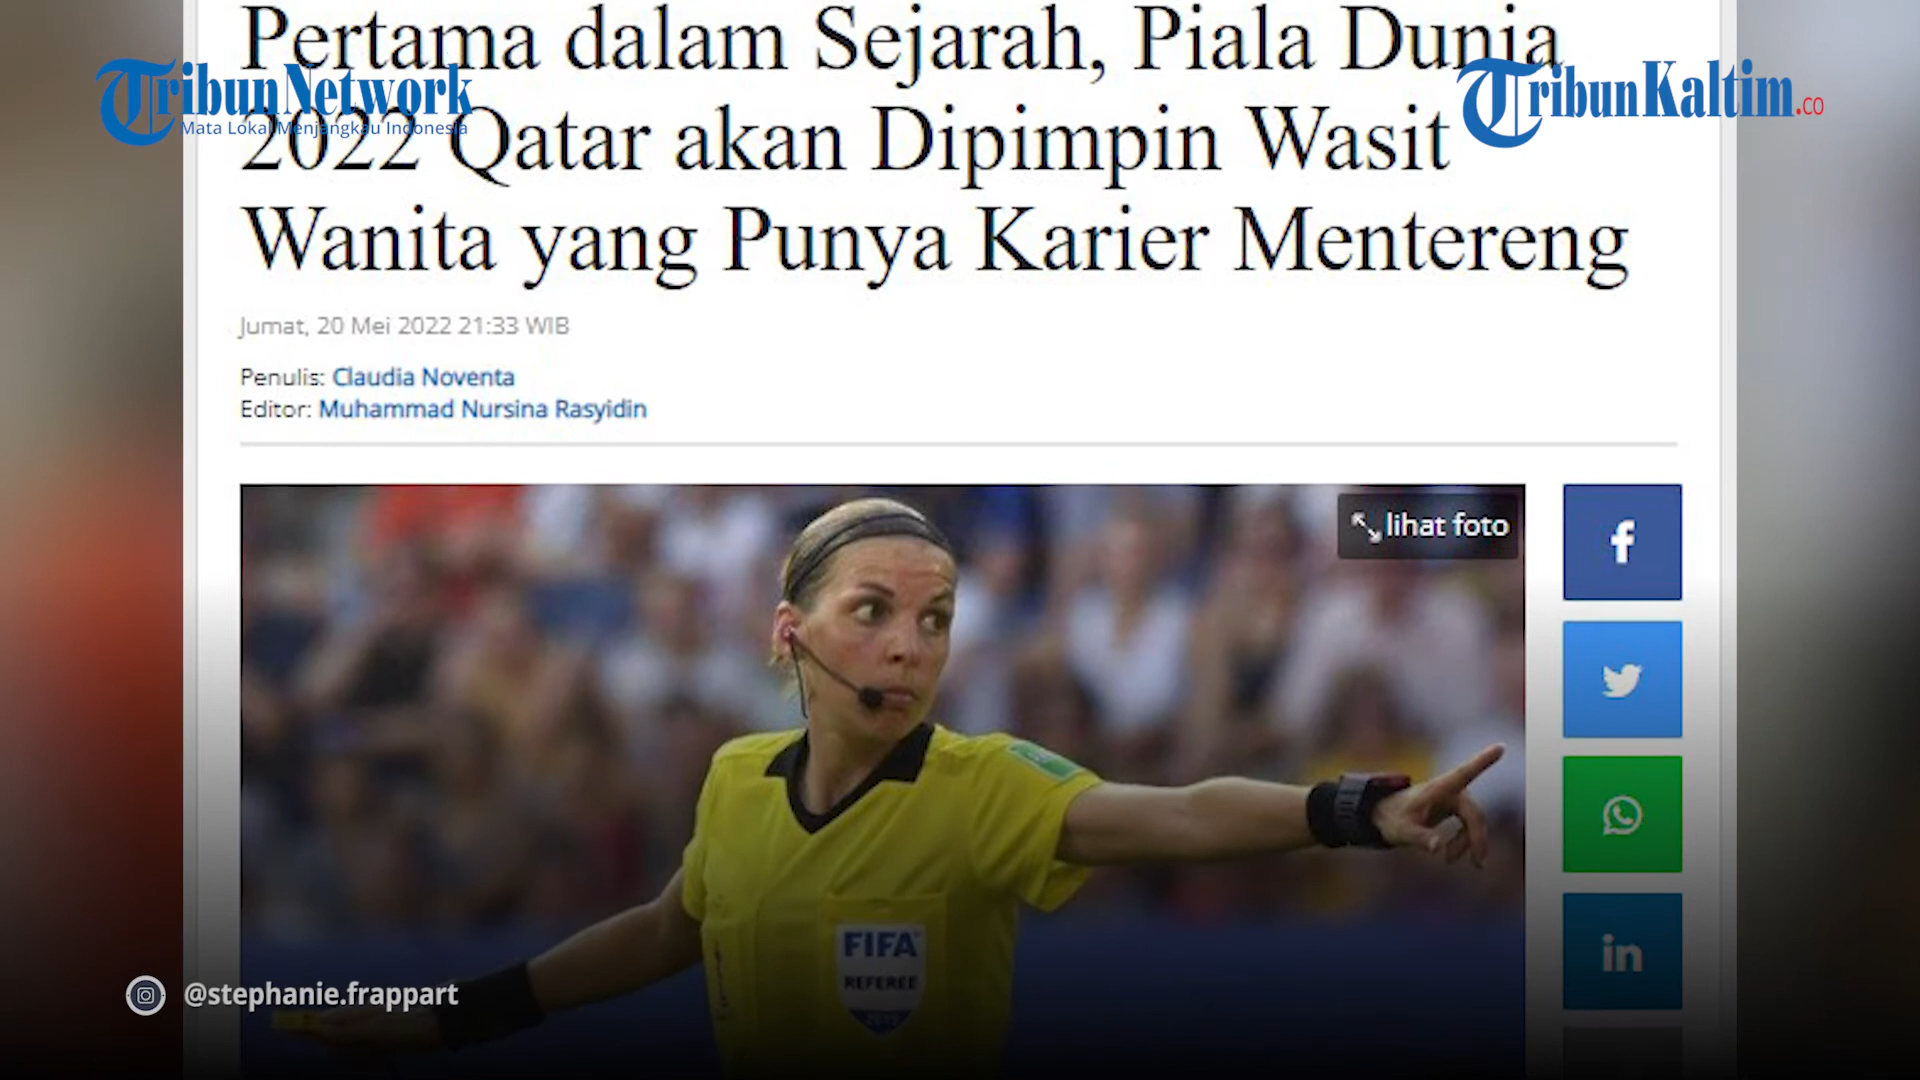 Pertama dalam Sejarah, Piala Dunia
TribunNetwork
Mata Lokal Menjangkau Indonesia
TribunKaltim.co
2022 Qatar akan Dipimpin Wasit
Wanita yang Punya Karier Mentereng
Jumat, 20 Mei 2022 21:33 WIB
Penulis: Claudia Noventa
Editor: Muhammad Nursina Rasyidin
lihat foto
f
in
FIFA
REFEREE
2019
@stephanie.frappart